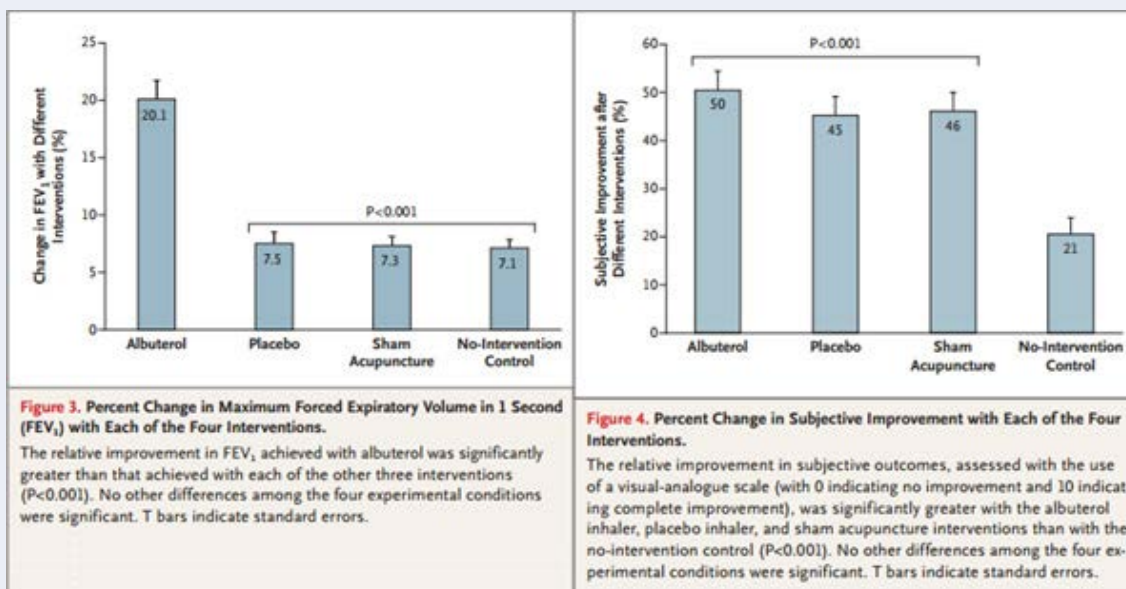 Change in FEV₁ with Different
Interventions (%)
25
20
15
10
5
0
P<0.001
20.1
7.5
7.3
7.1
Albuterol
Placebo
Sham
Acupuncture
No-Intervention
Control
Figure 3. Percent Change in Maximum Forced Expiratory Volume in 1 Second
(FEV₁) with Each of the Four Interventions.
The relative improvement in FEV₁ achieved with albuterol was significantly
greater than that achieved with each of the other three interventions
(P<0.001). No other differences among the four experimental conditions
were significant. T bars indicate standard errors.
Subjective Improvement after
Different Interventions (%)
60
50
40
30
20
10
0
P<0.001
50
45
46
21
Albuterol
Placebo
Sham
Acupuncture
No-Intervention
Control
Figure 4. Percent Change in Subjective Improvement with Each of the Four
Interventions.
The relative improvement in subjective outcomes, assessed with the use
of a visual-analogue scale (with 0 indicating no improvement and 10 indicat-
ing complete improvement), was significantly greater with the albuterol
inhaler, placebo inhaler, and sham acupuncture interventions than with the
no-intervention control (P<0.001). No other differences among the four ex-
perimental conditions were significant. T bars indicate standard errors.